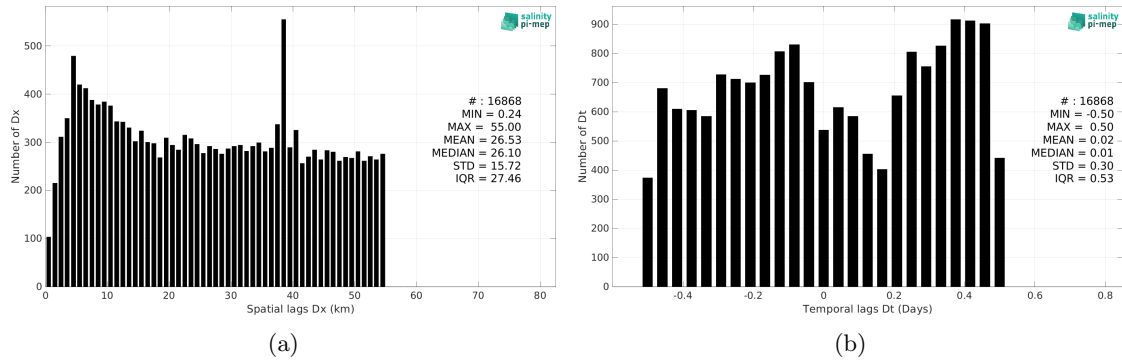 salinity
pi-mep
500
400
300
200
100
0
Number of Dx
# : 16868
MIN = 0.24
MAX = 55.00
MEAN = 26.53
MEDIAN = 26.10
STD = 15.72
IQR = 27.46
0 10 20 30 40 50 60 70 80
Spatial lags Dx (km)
(a)
salinity
pi-mep
900
800
700
600
500
400
300
200
100
0
Number of Dt
# : 16868
MIN = -0.50
MAX = 0.50
MEAN = 0.02
MEDIAN = 0.01
STD = 0.30
IQR = 0.53
-0.4 -0.2 0 0.2 0.4 0.6 0.8
Temporal lags Dt (Days)
(b)